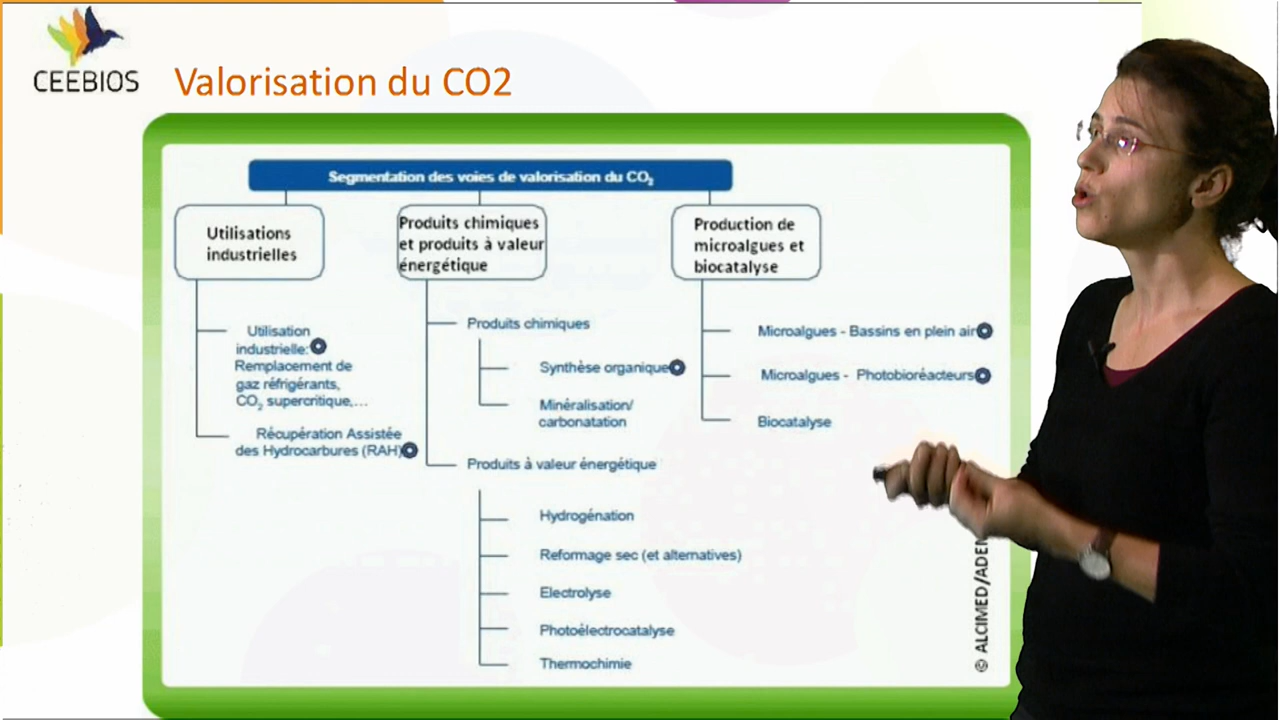 CEEBIOS
Valorisation du CO2
Segmentation des voies de valorisation du CO₂
Utilisations
industrielles
Produits chimiques
et produits à valeur
énergétique
Production de
microalgues et
biocatalyse
Utilisation
industrielle:
Remplacement de
gaz réfrigérants,
CO₂ supercritique,...
Récupération Assistée
des Hydrocarbures (RAH)
Produits chimiques
Synthèse organique
Minéralisation/
carbonatation
Produits à valeur énergétique
Hydrogénation
Reformage sec (et alternatives)
Electrolyse
Photoélectrocatalyse
Thermochimie
Microalgues - Bassins en plein air
Microalgues - Photobioréacteurs
Biocatalyse
© ALCIMED/ADEM